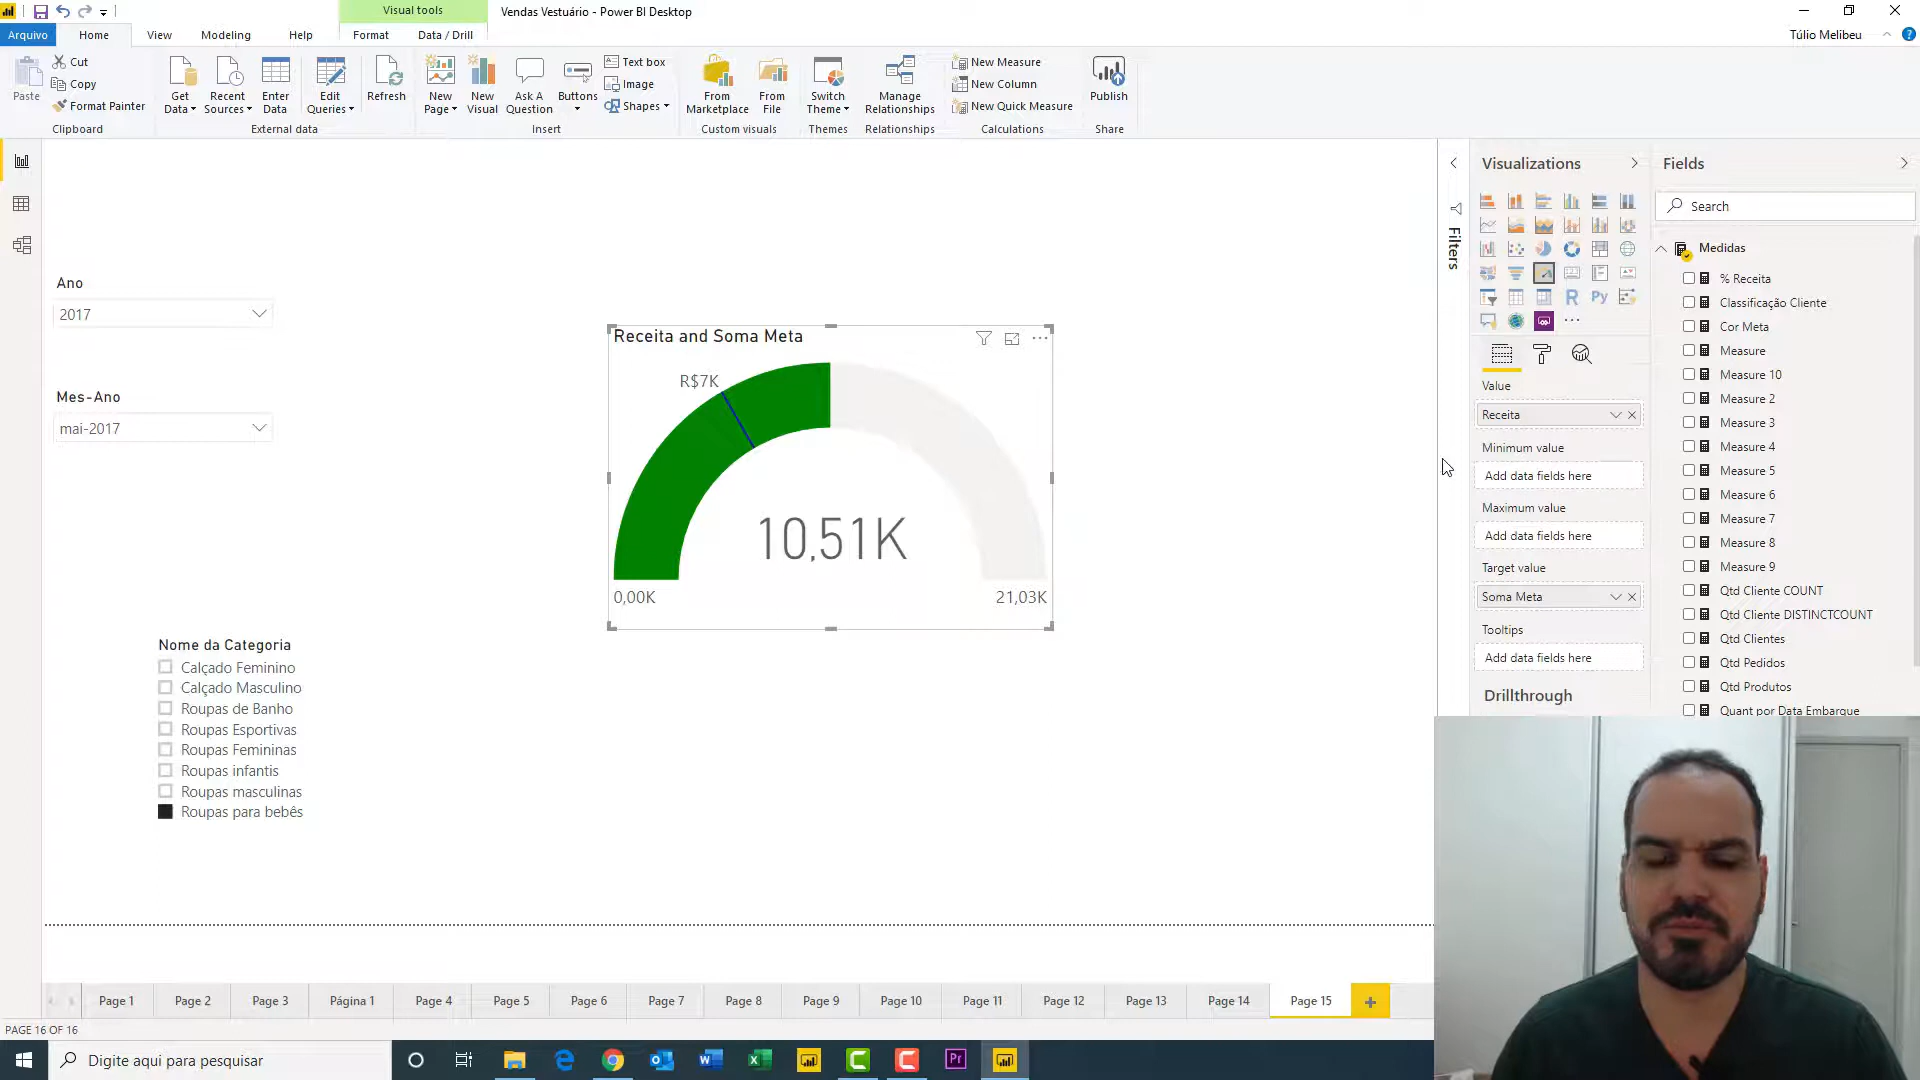 Visual tools
Vendas Vestuário - Power BI Desktop
Arquivo
Home
View
Modeling
Help
Format
Data / Drill
Túlio Melibeu
Paste
Cut
Copy
Format Painter
Clipboard
Get Data
Recent Sources
Enter Data
External data
Edit Queries
Refresh
New Page
New Visual
Ask A Question
Buttons
Text box
Image
Shapes
Insert
From Marketplace
From File
Custom visuals
Switch Theme
Themes
Manage Relationships
Relationships
New Measure
New Column
New Quick Measure
Calculations
Publish
Share
Ano
2017
Mes-Ano
mai-2017
Receita and Soma Meta
R$7K
10,51K
0,00K
21,03K
Nome da Categoria
Calçado Feminino
Calçado Masculino
Roupas de Banho
Roupas Esportivas
Roupas Femininas
Roupas infantis
Roupas masculinas
Roupas para bebês
Filters
Visualizations
R
Py
Value
Receita
Minimum value
Add data fields here
Maximum value
Add data fields here
Target value
Soma Meta
Tooltips
Add data fields here
Drillthrough
Fields
Search
Medidas
% Receita
Classificação Cliente
Cor Meta
Measure
Measure 10
Measure 2
Measure 3
Measure 4
Measure 5
Measure 6
Measure 7
Measure 8
Measure 9
Qtd Cliente COUNT
Qtd Cliente DISTINCTCOUNT
Qtd Clientes
Qtd Pedidos
Qtd Produtos
Quant por Data Embarque
Page 1
Page 2
Page 3
Página 1
Page 4
Page 5
Page 6
Page 7
Page 8
Page 9
Page 10
Page 11
Page 12
Page 13
Page 14
Page 15
PAGE 16 OF 16
Digite aqui para pesquisar
Pr